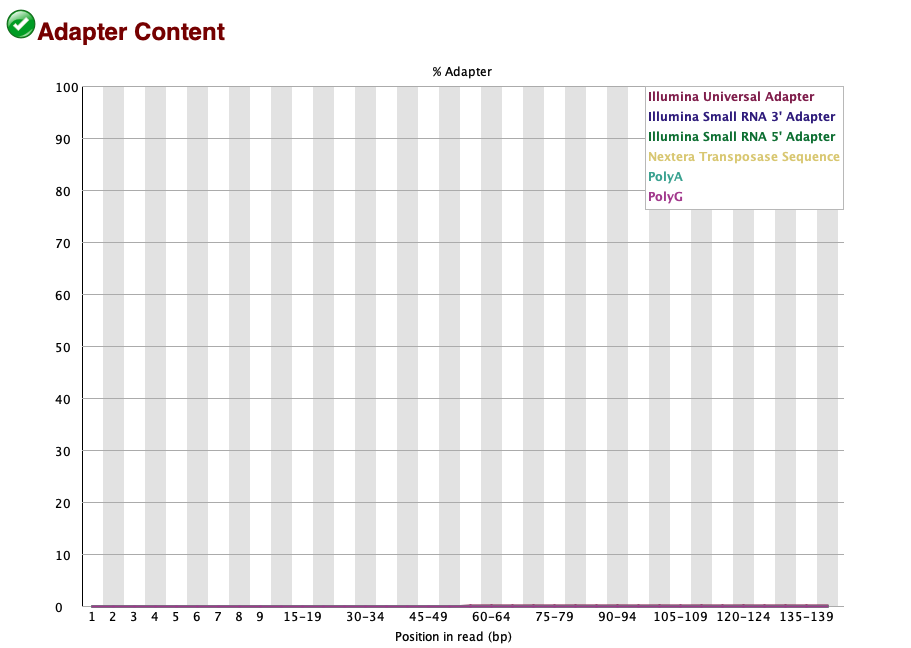 Adapter Content
% Adapter
100
90
80
70
60
50
40
30
20
10
0
Illumina Universal Adapter
Illumina Small RNA 3' Adapter
Illumina Small RNA 5' Adapter
Nextera Transposase Sequence
PolyA
PolyG
1 2 3 4 5 6 7 8 9 15-19 30-34 45-49 60-64 75-79 90-94 105-109 120-124 135-139
Position in read (bp)